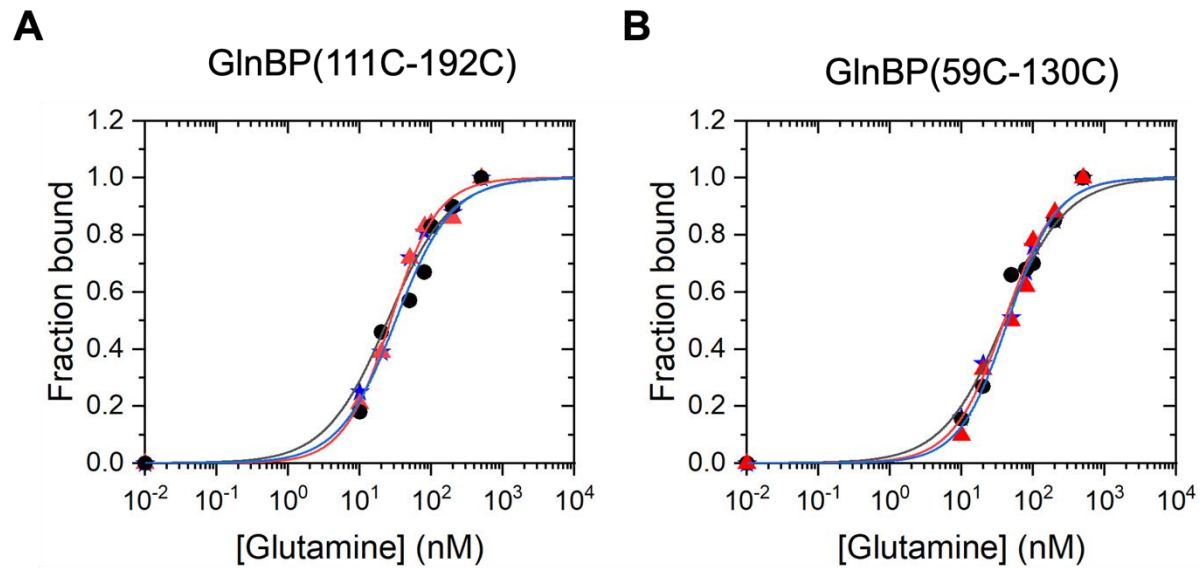 A
GlnBP(111C-192C)
Fraction bound
1.2
1.0
0.8
0.6
0.4
0.2
0.0
10⁻² 10⁻¹ 10⁰ 10¹ 10² 10³ 10⁴
[Glutamine] (nM)
B
GlnBP(59C-130C)
Fraction bound
1.2
1.0
0.8
0.6
0.4
0.2
0.0
10⁻² 10⁻¹ 10⁰ 10¹ 10² 10³ 10⁴
[Glutamine] (nM)